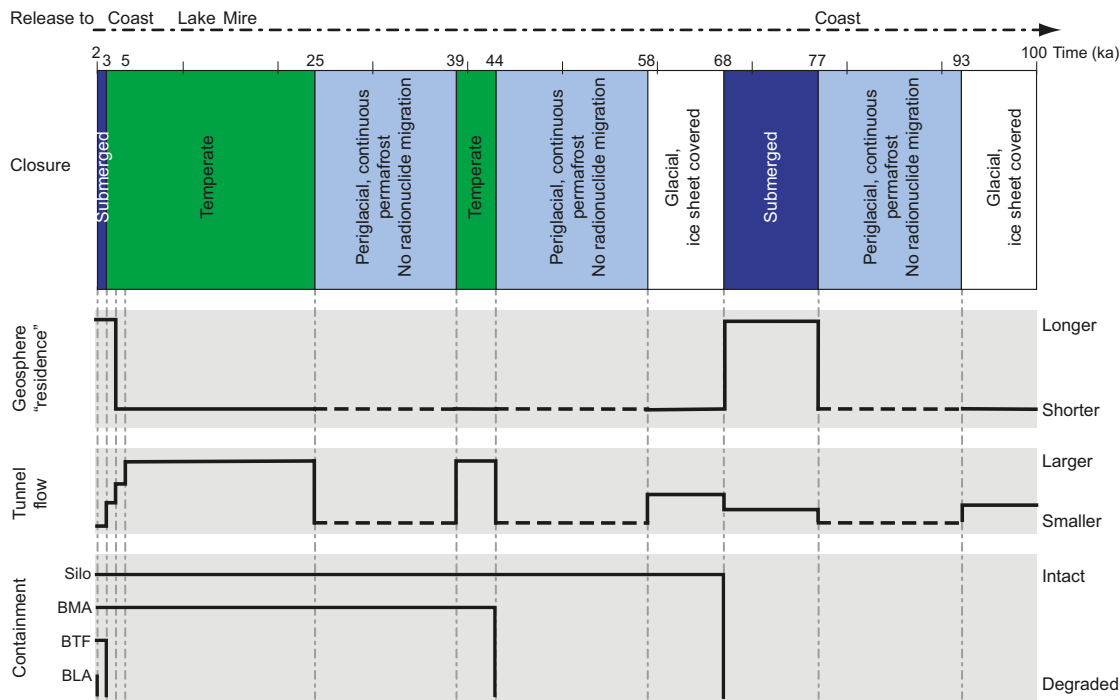 Release to Coast Lake Mire Coast
2 3 5 25 39 44 58 68 77 93 100 Time (ka)
Closure
Submerged
Temperate
Periglacial, continuous
permafrost
No radionuclide migration
Temperate
Periglacial, continuous
permafrost
No radionuclide migration
Glacial,
ice sheet covered
Submerged
Periglacial, continuous
permafrost
No radionuclide migration
Glacial,
ice sheet covered
Geosphere
“residence”
Longer
Shorter
Tunnel
flow
Larger
Smaller
Containment
Silo
BMA
BTF
BLA
Intact
Degraded